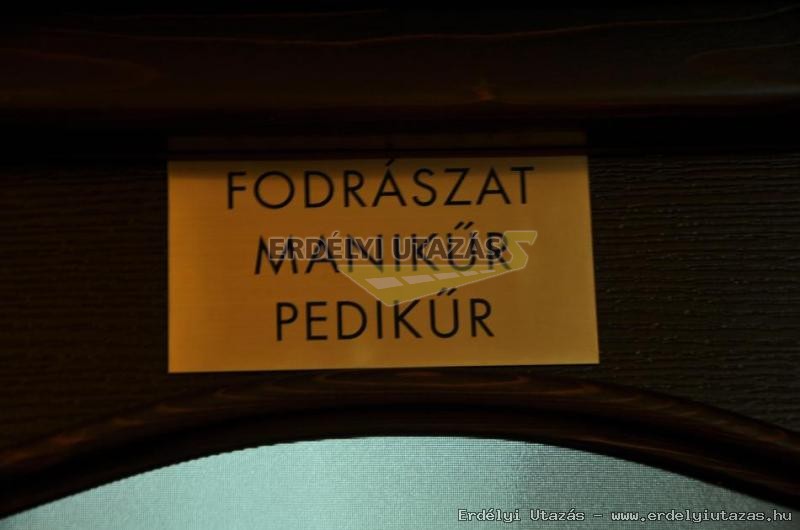 FODRÁSZAT
MANIKŰR
ERDÉLYI UTAZÁS
PEDIKŰR
Erdélyi Utazás - www.erdelyiutazas.hu